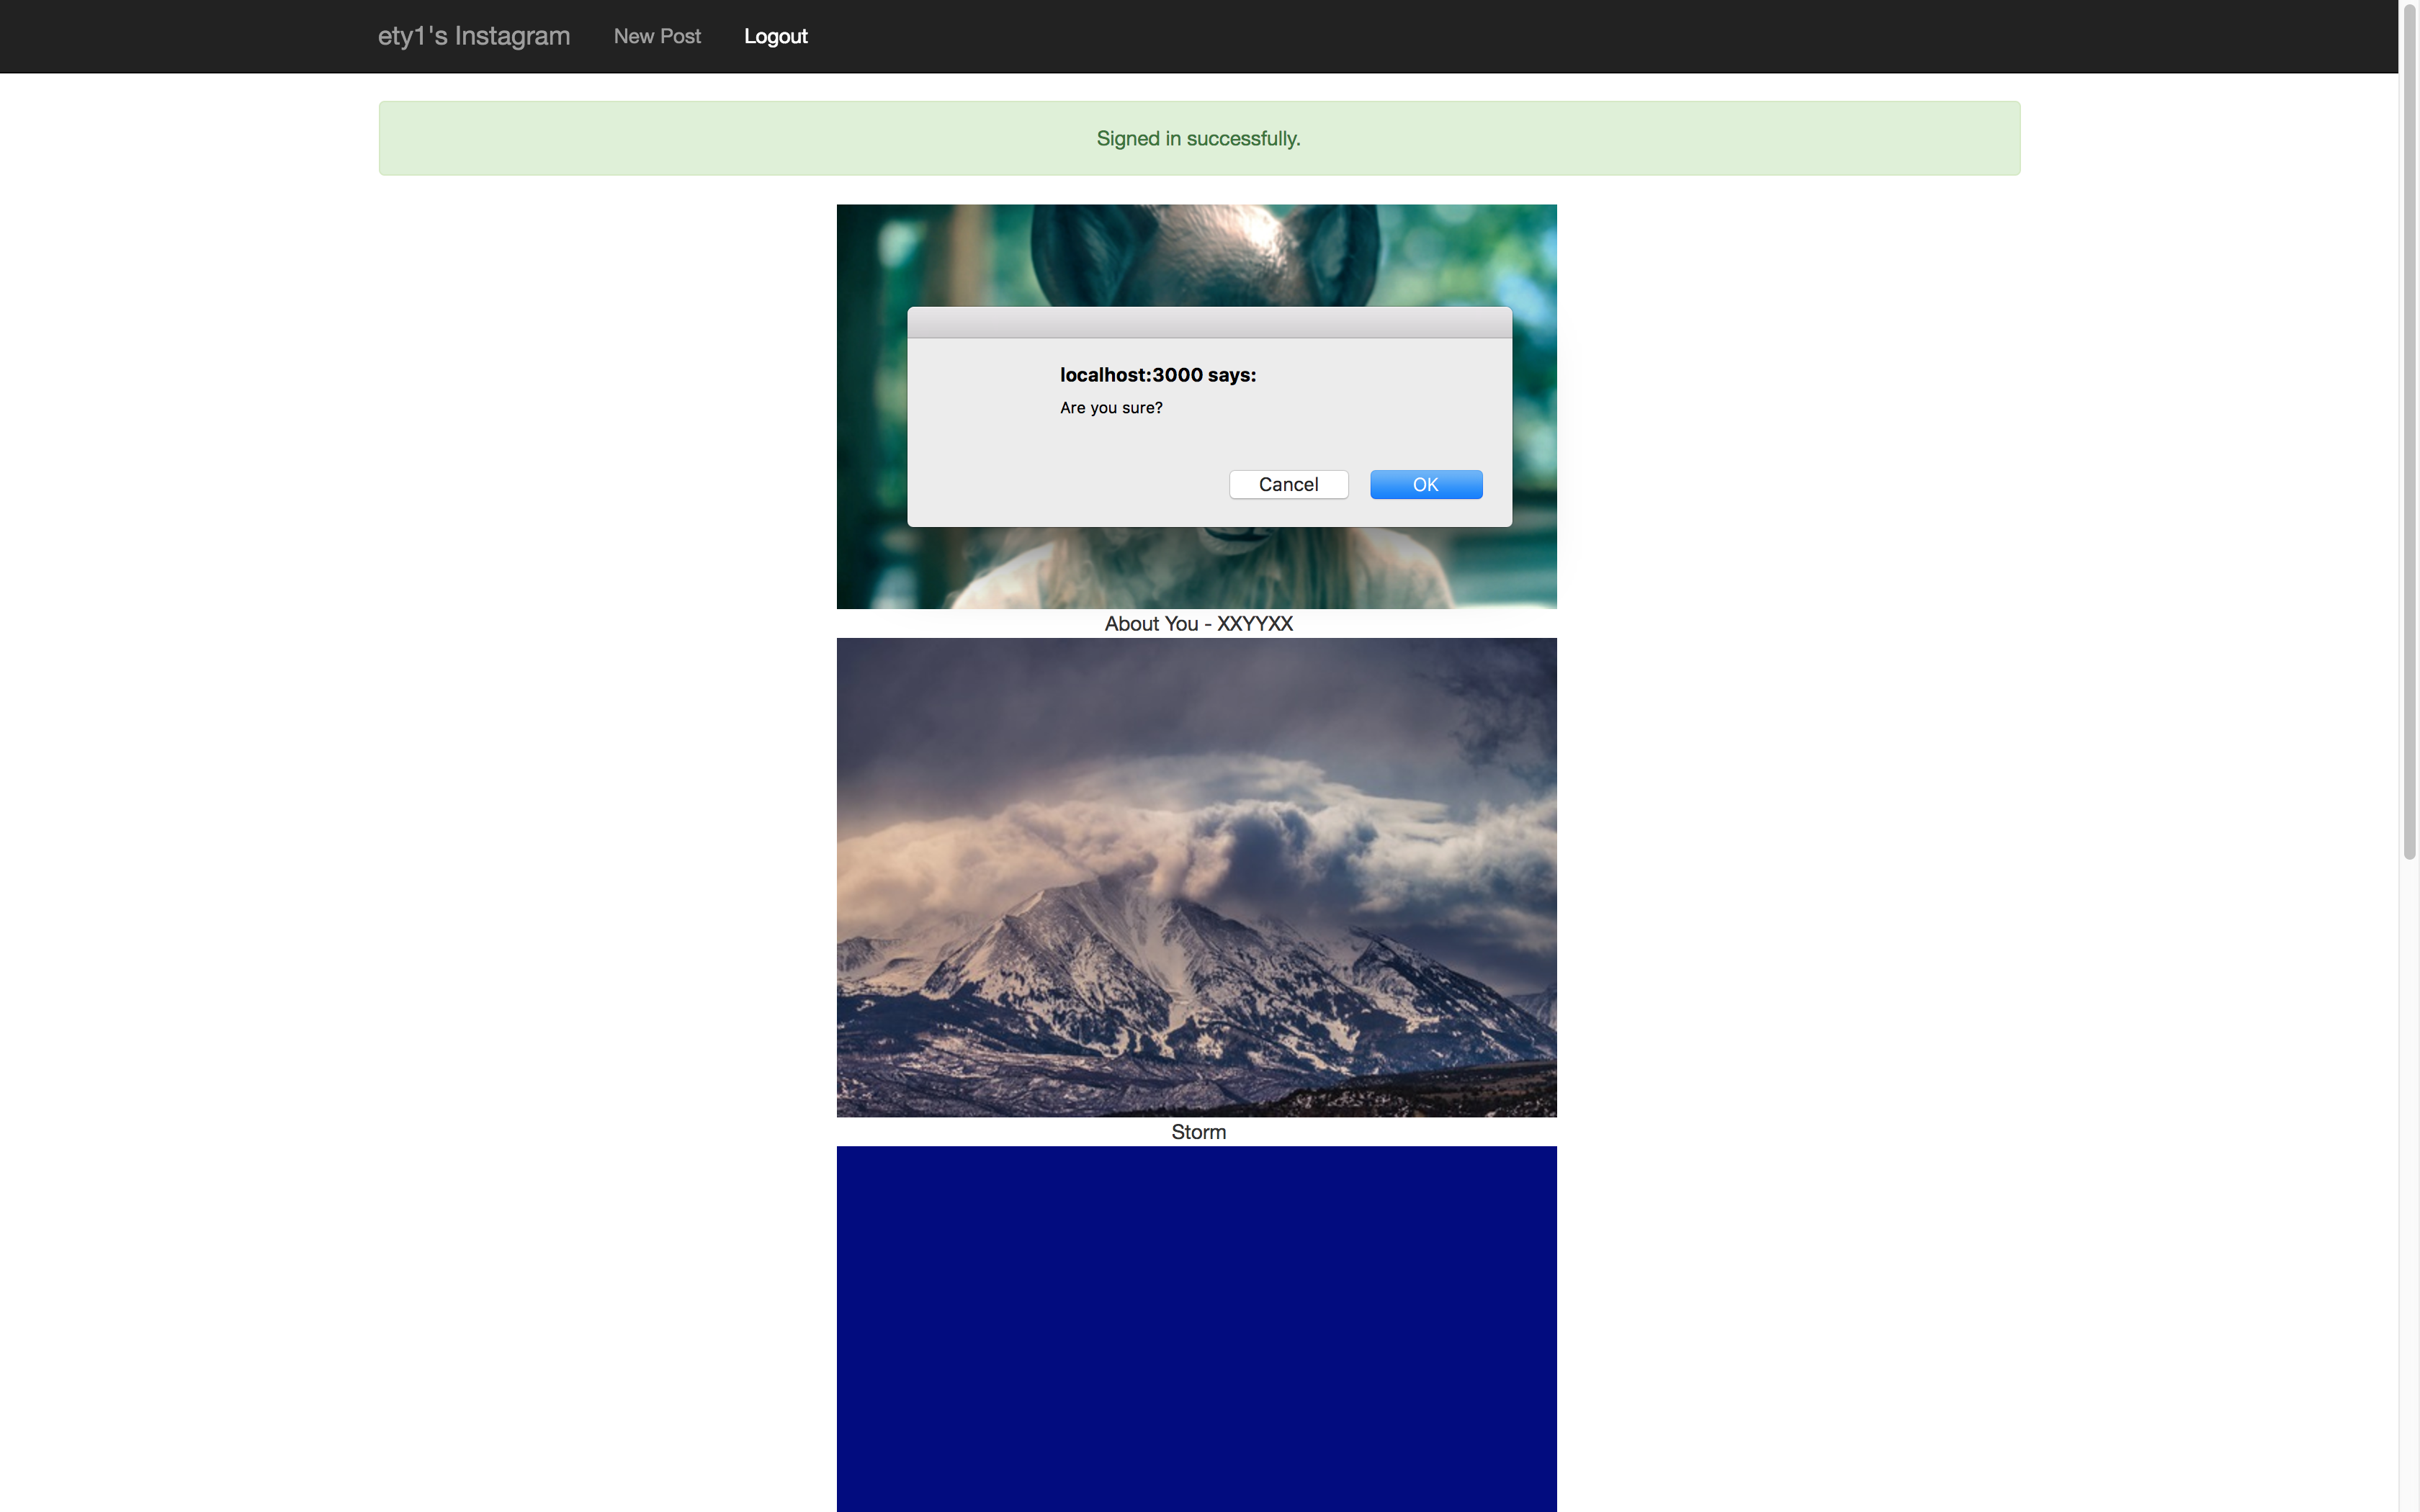 ety1's Instagram New Post Logout
Signed in successfully.
localhost:3000 says:
Are you sure?
Cancel OK
About You - XXYYXX
Storm